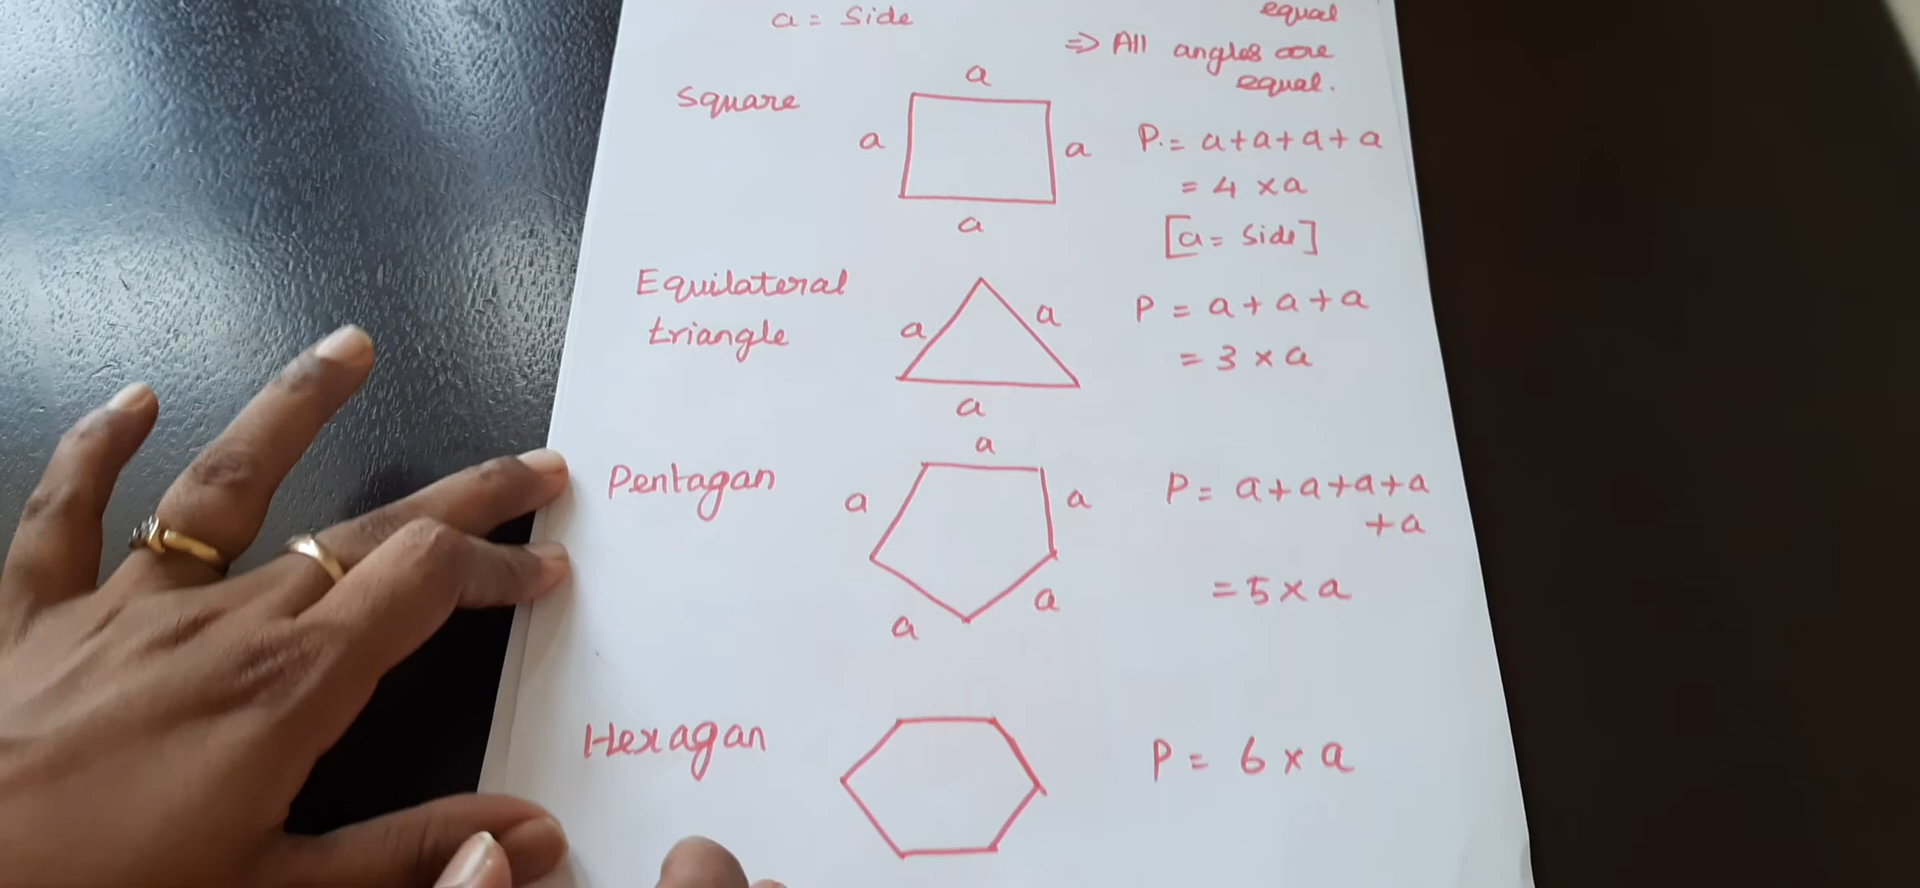 a = Side
equal
⇒ All angles are
equal.
Square
a
a
a
a
P. = a+a+a+a
= 4 × a
[a = Side]
Equilateral
triangle
a
a
a
P = a + a + a
= 3 × a
Pentagan
a
a
a
a
a
P = a+a+a+a
+a
= 5 × a
Hexagan
P = 6 × a